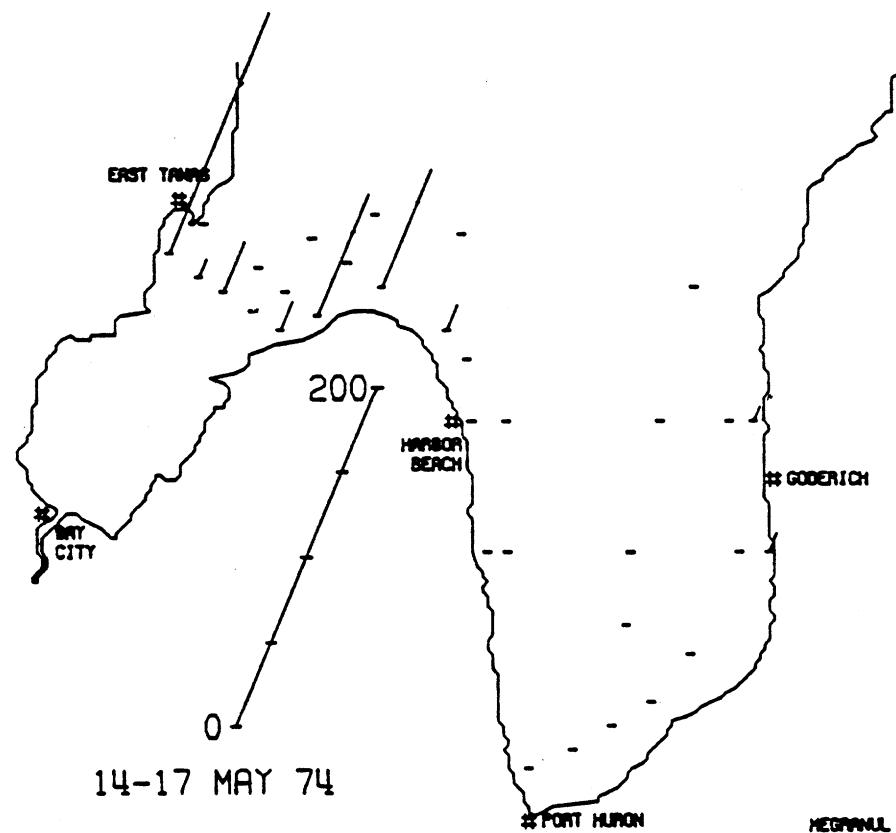 EAST TAWAS
#
200
#
HARBOR
BEACH
# GODERICH
#
BAY
CITY
0
14-17 MAY 74
# PORT HURON
MEGRANUL